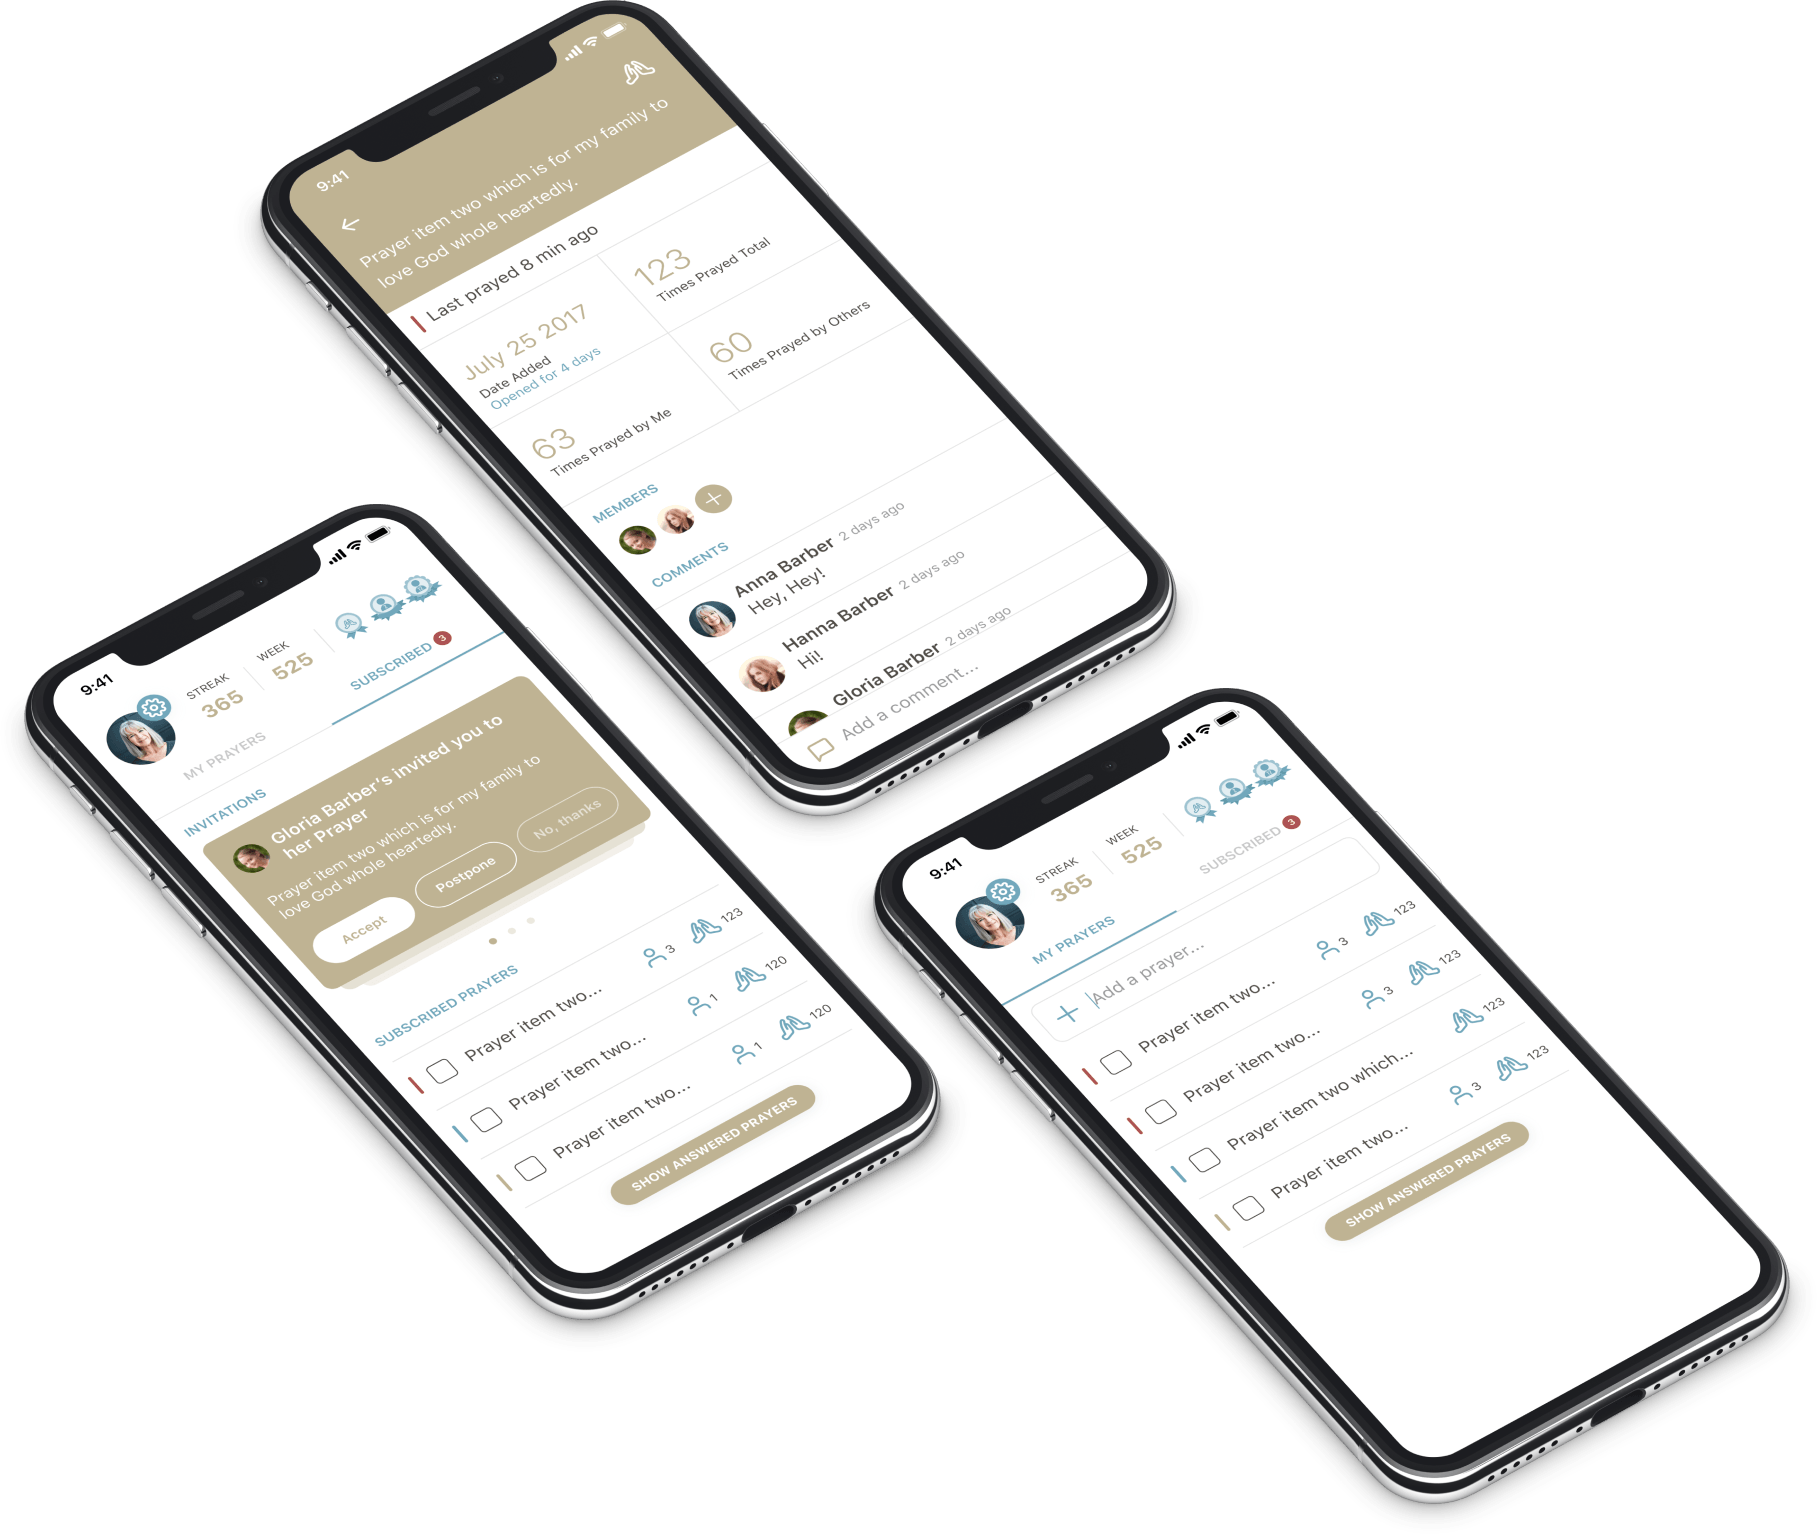 9:41
Prayer item two which is for my family to
love God whole heartedly.
Last prayed 8 min ago
July 25 2017
Date Added
Opened for 4 days
123
Times Prayed Total
63
Times Prayed by Me
60
Times Prayed by Others
MEMBERS
COMMENTS
Anna Barber 2 days ago
Hey, Hey!
Hanna Barber 2 days ago
Hi!
Gloria Barber 2 days ago
Add a comment...
9:41
STREAK
365
WEEK
525
MY PRAYERS
SUBSCRIBED 3
INVITATIONS
Gloria Barber's invited you to
her Prayer
Prayer item two which is for my family to
love God whole heartedly.
Accept
Postpone
No, thanks
SUBSCRIBED PRAYERS
Prayer item two... 3 123
Prayer item two... 1 120
Prayer item two... 1 120
SHOW ANSWERED PRAYERS
9:41
STREAK
365
WEEK
525
MY PRAYERS
SUBSCRIBED 3
Add a prayer...
Prayer item two... 3 123
Prayer item two... 3 123
Prayer item two which... 123
Prayer item two... 3 123
SHOW ANSWERED PRAYERS